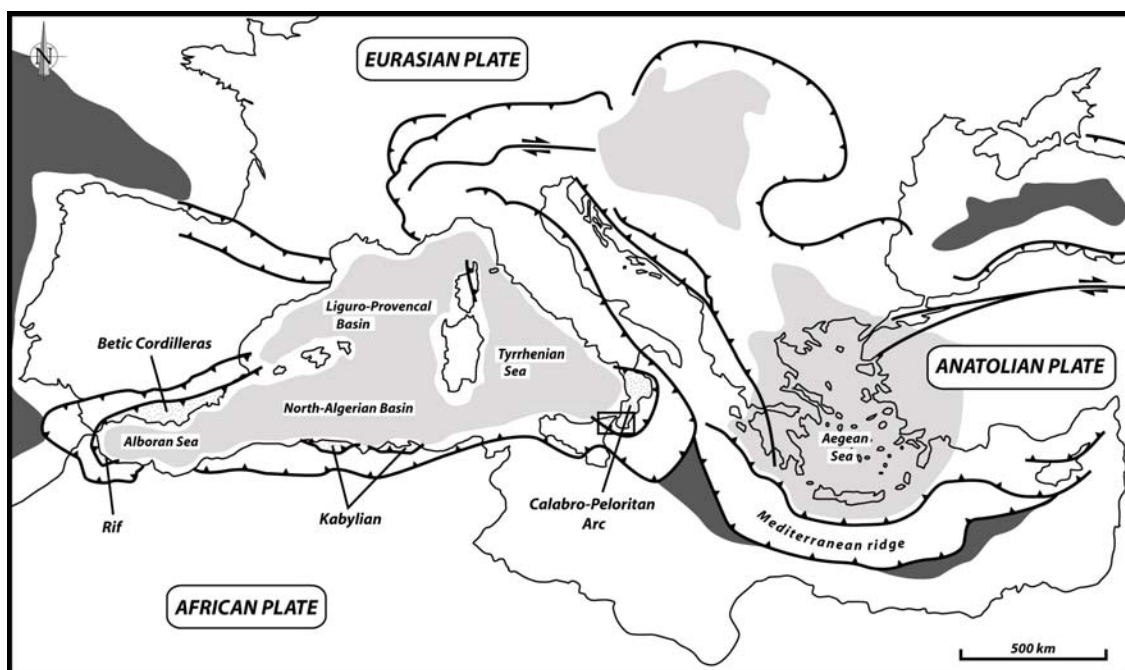 N
EURASIAN PLATE
Liguro-Provencal
Basin
Betic Cordilleras
Tyrrhenian
Sea
ANATOLIAN PLATE
North-Algerian Basin
Alboran Sea
Aegean
Sea
Rif
Kabylian
Calabro-Peloritan
Arc
Mediterranean ridge
AFRICAN PLATE
500 km